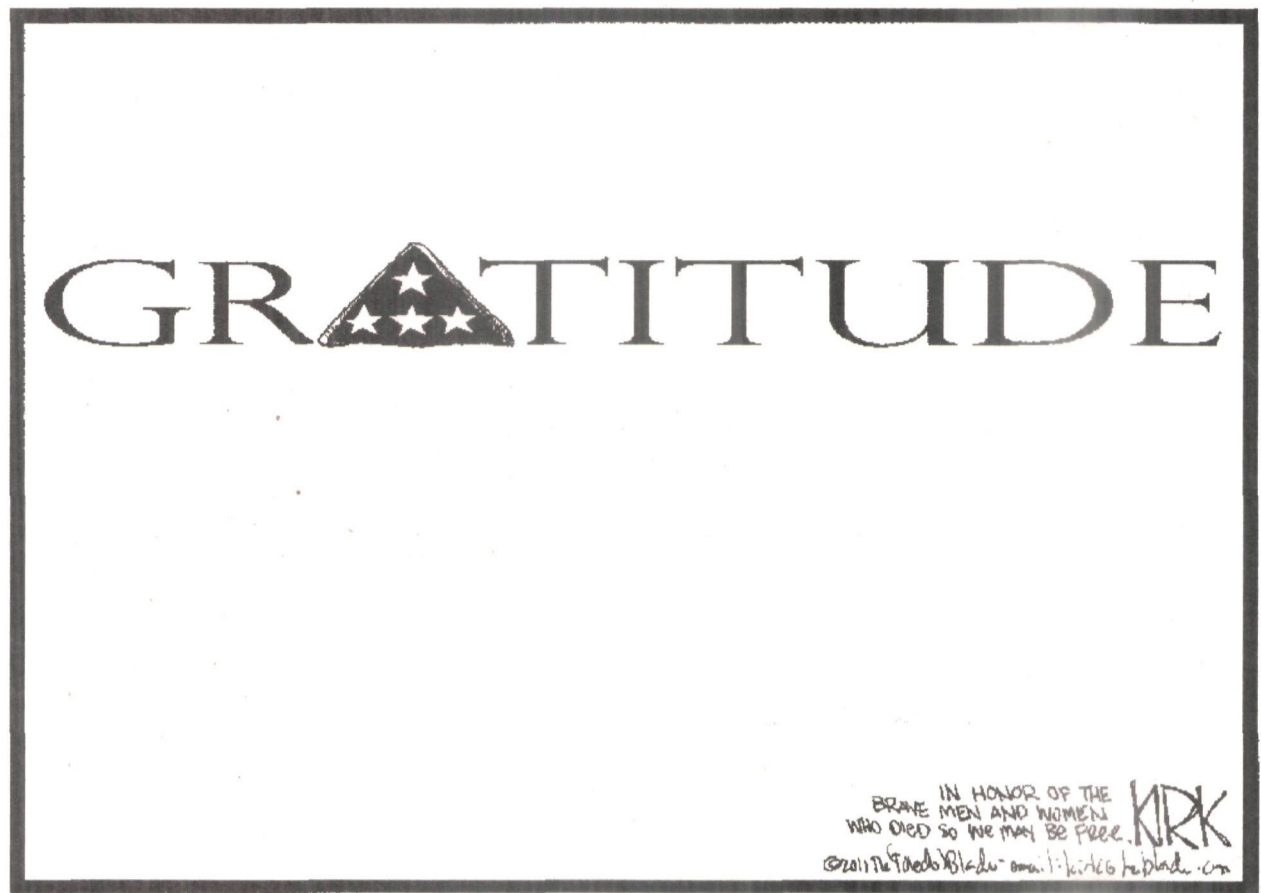 GRATITUDE
IN HONOR OF THE
BRAVE MEN AND WOMEN
WHO DIED SO WE MAY BE FREE.
KIRK
©2011 The Toledo Blade - email: